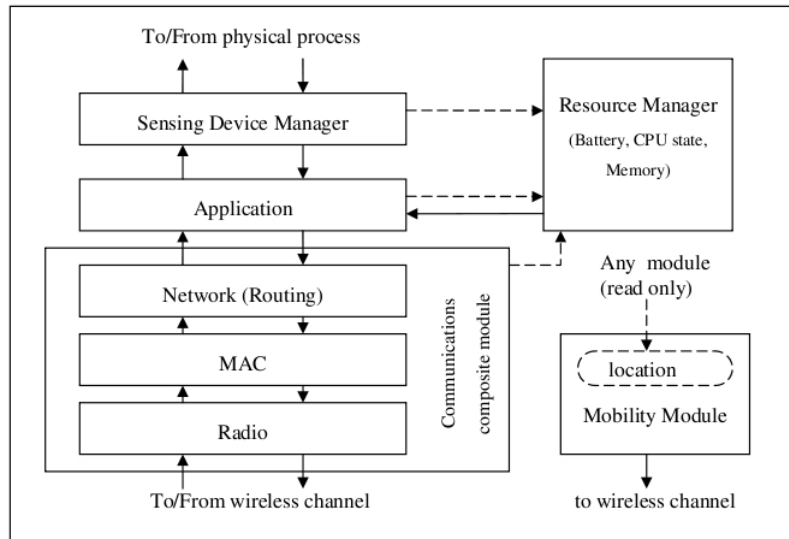 To/From physical process
Sensing Device Manager
Resource Manager
(Battery, CPU state,
Memory)
Application
Any module
(read only)
Network (Routing)
MAC
Radio
Communications
composite module
location
Mobility Module
To/From wireless channel
to wireless channel